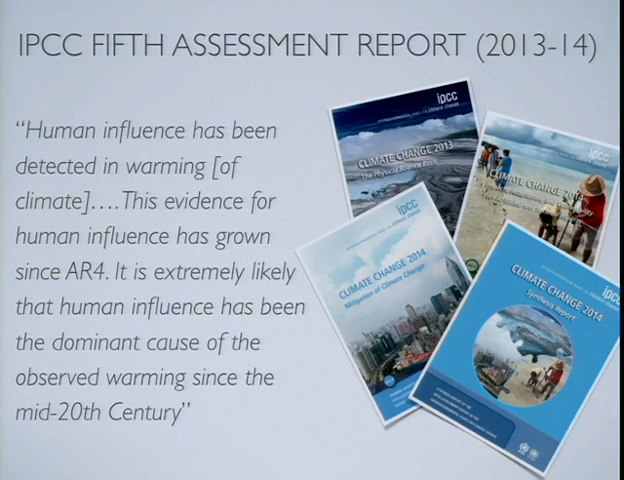 IPCC FIFTH ASSESSMENT REPORT (2013-14)
“Human influence has been
detected in warming [of
climate]….This evidence for
human influence has grown
since AR4. It is extremely likely
that human influence has been
the dominant cause of the
observed warming since the
mid-20th Century”
ipcc
CLIMATE CHANGE 2013
The Physical Science Basis
ipcc
CLIMATE CHANGE
ipcc
CLIMATE CHANGE 2014
Mitigation of Climate Change
ipcc
CLIMATE CHANGE 2014
Synthesis Report